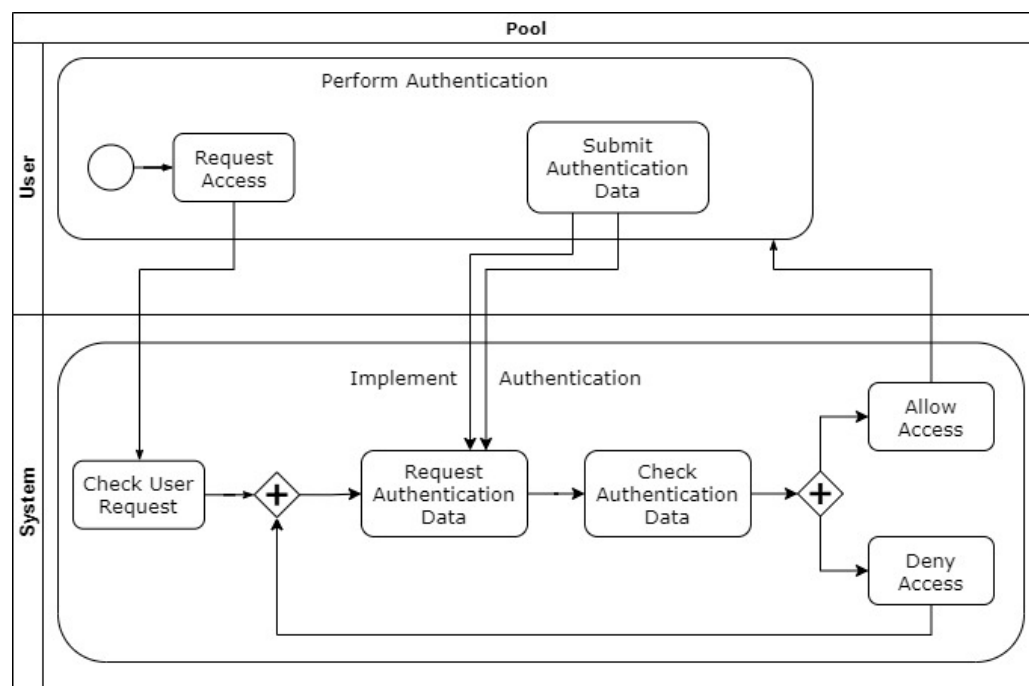 Pool
User
Perform Authentication
Request
Access
Submit
Authentication
Data
System
Implement Authentication
Check User
Request
Request
Authentication
Data
Check
Authentication
Data
Allow
Access
Deny
Access